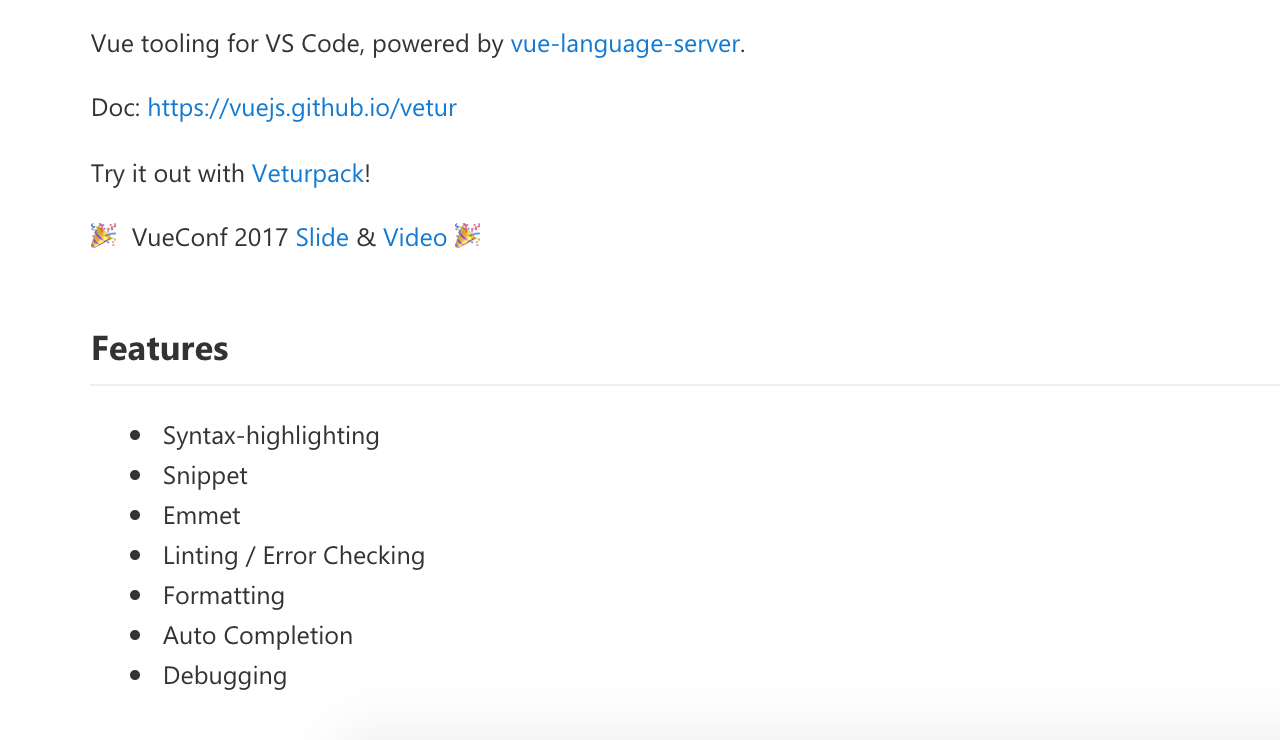 Vue tooling for VS Code, powered by vue-language-server.
Doc: https://vuejs.github.io/vetur
Try it out with Veturpack!
🎉 VueConf 2017 Slide & Video 🎉
Features
Syntax-highlighting
Snippet
Emmet
Linting / Error Checking
Formatting
Auto Completion
Debugging